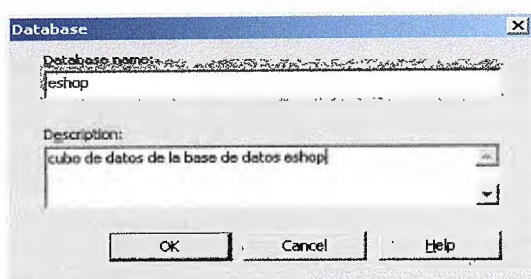 Database
Database name:
eshop
Description:
cubo de datos de la base de datos eshop
OK
Cancel
Help